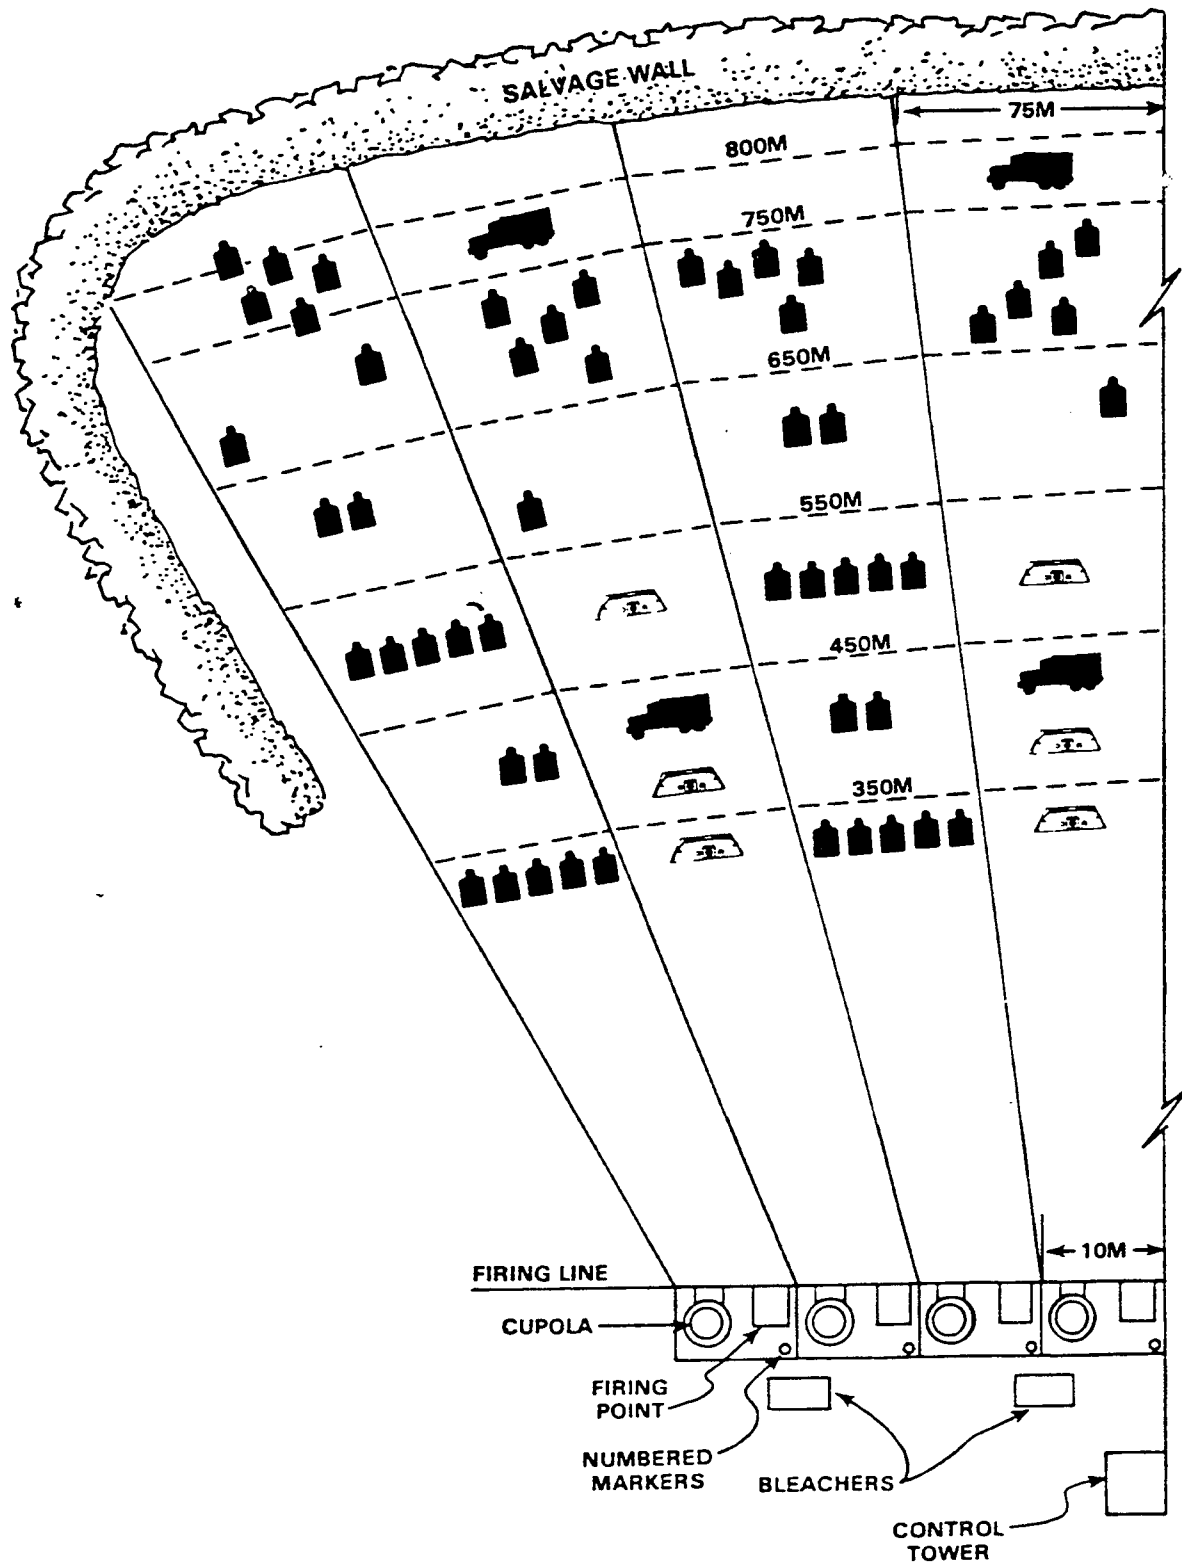 SALVAGE WALL
75M
800M
750M
650M
550M
450M
350M
10M
FIRING LINE
CUPOLA
FIRING
POINT
NUMBERED
MARKERS
BLEACHERS
CONTROL
TOWER